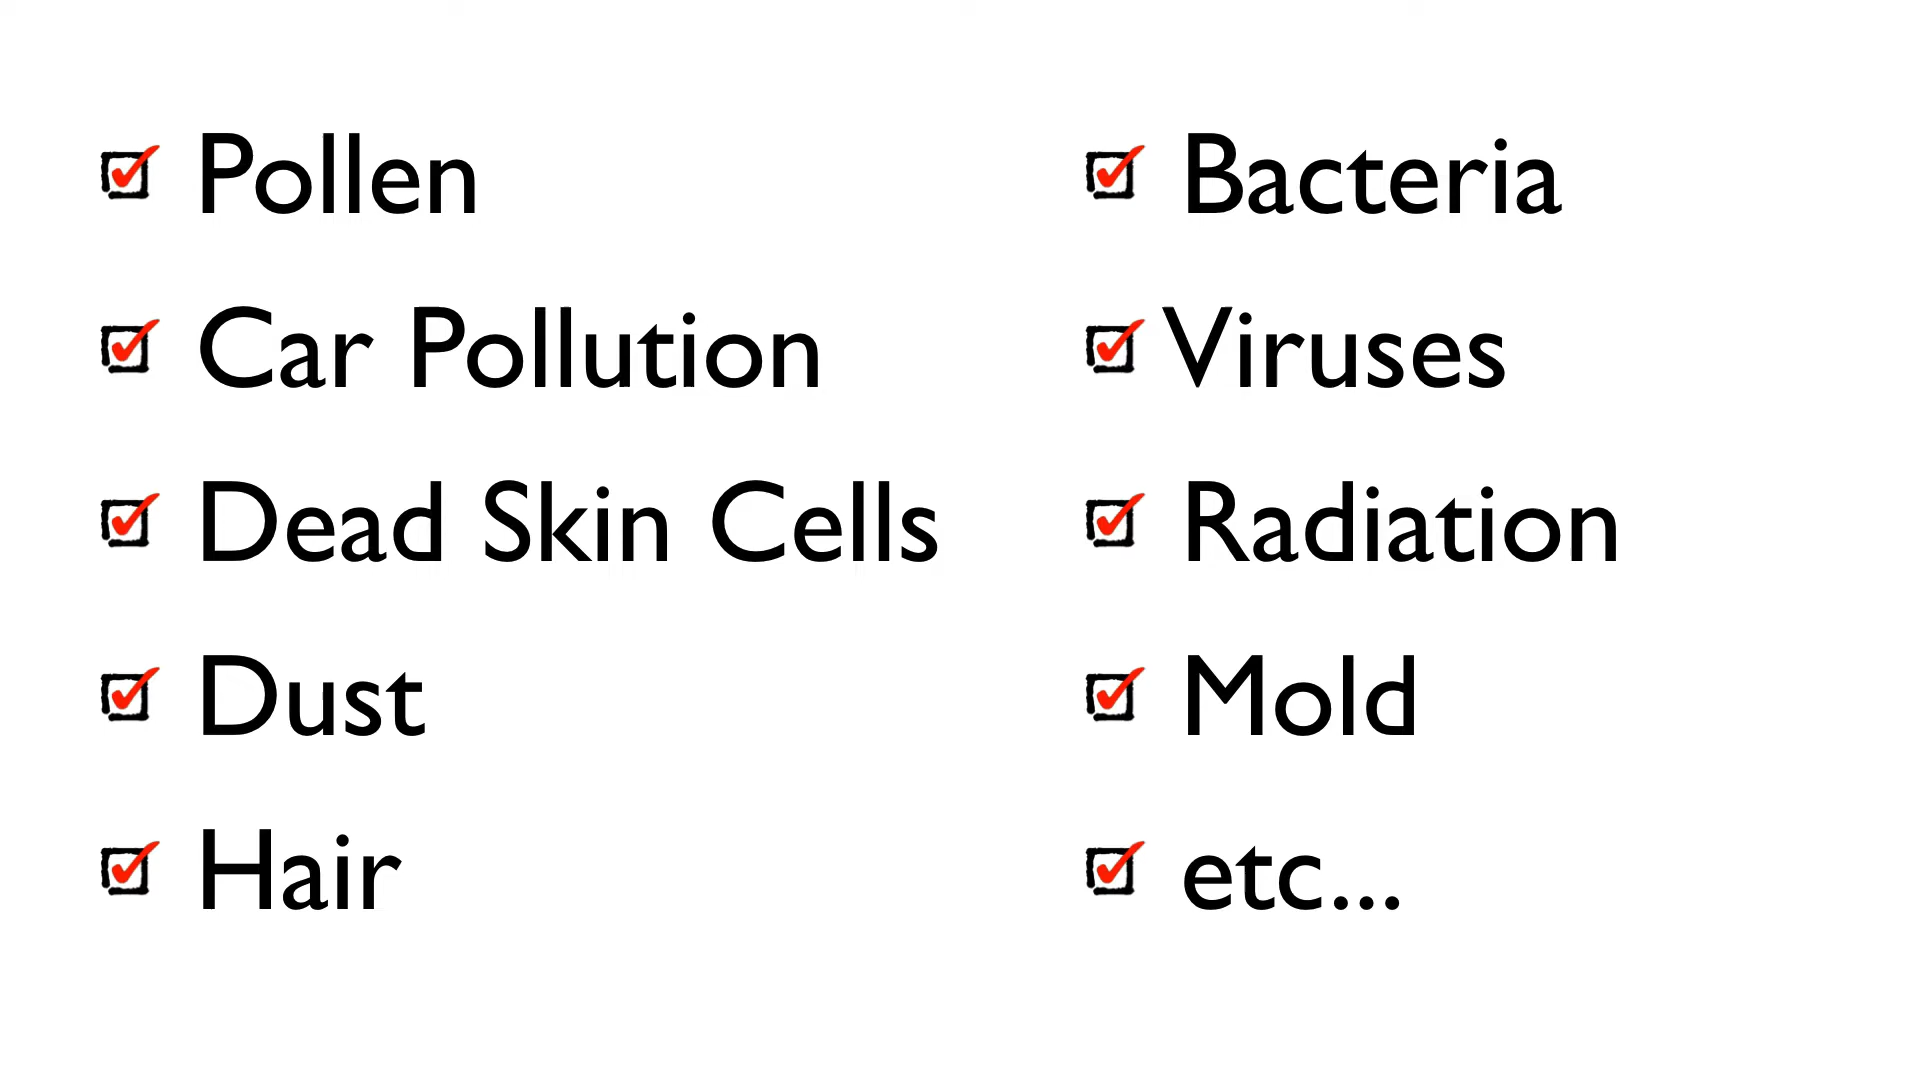 Pollen
Car Pollution
Dead Skin Cells
Dust
Hair
Bacteria
Viruses
Radiation
Mold
etc...